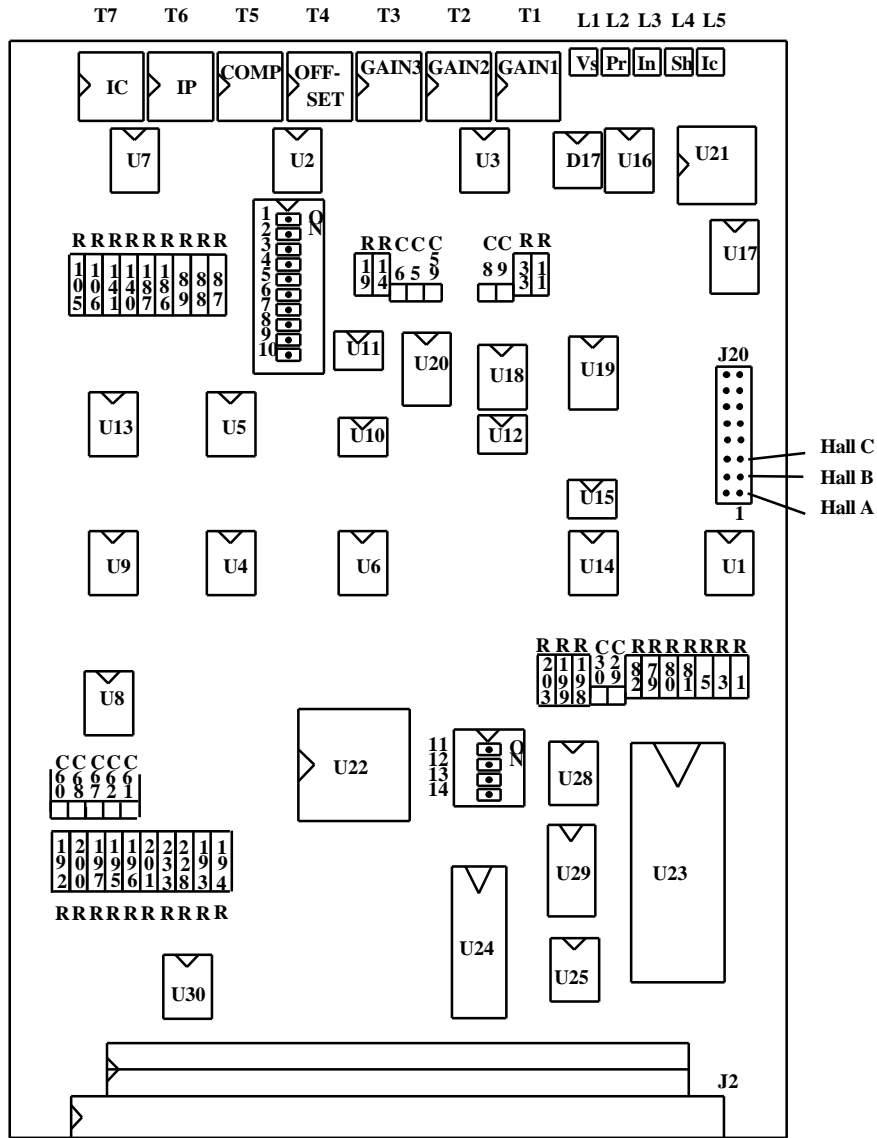 T7 T6 T5 T4 T3 T2 T1 L1 L2 L3 L4 L5
IC IP COMP OFF-SET GAIN3 GAIN2 GAIN1 Vs Pr In Sh Ic
U7 U2 U3 D17 U16 U21
U17
1 ON
2
3
4
5
6
7
8
9
10
R R R R R R R R R
105 106 141 140 187 186 89 88 87
R R C C C
19 14 6 5 59
C C R R
8 9 33 11
U11 U20 U18 U19
J20
U13 U5 U10 U12
Hall C
Hall B
U15
Hall A
1
U9 U4 U6 U14 U1
R R R C C R R R R R R R
203 199 198 30 29 82 79 80 81 5 3 1
U8
U22
11 ON
12
13
14
U28
C C C C C
60 68 67 62 61
U29 U23
192 200 197 195 196 201 233 228 193 194
R R R R R R R R R R
U24 U25
U30
J2